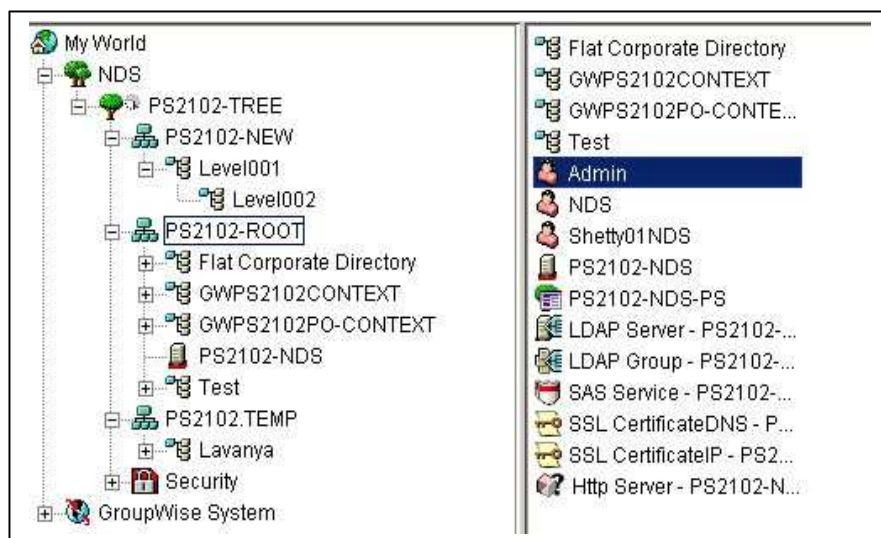 My World
NDS
PS2102-TREE
PS2102-NEW
Level001
Level002
PS2102-ROOT
Flat Corporate Directory
GWPS2102CONTEXT
GWPS2102PO-CONTEXT
PS2102-NDS
Test
PS2102.TEMP
Lavanya
Security
GroupWise System
Flat Corporate Directory
GWPS2102CONTEXT
GWPS2102PO-CONTE...
Test
Admin
NDS
Shetty01NDS
PS2102-NDS
PS2102-NDS-PS
LDAP Server - PS2102-...
LDAP Group - PS2102-...
SAS Service - PS2102-...
SSL CertificateDNS - P...
SSL CertificateIP - PS2...
Http Server - PS2102-N...